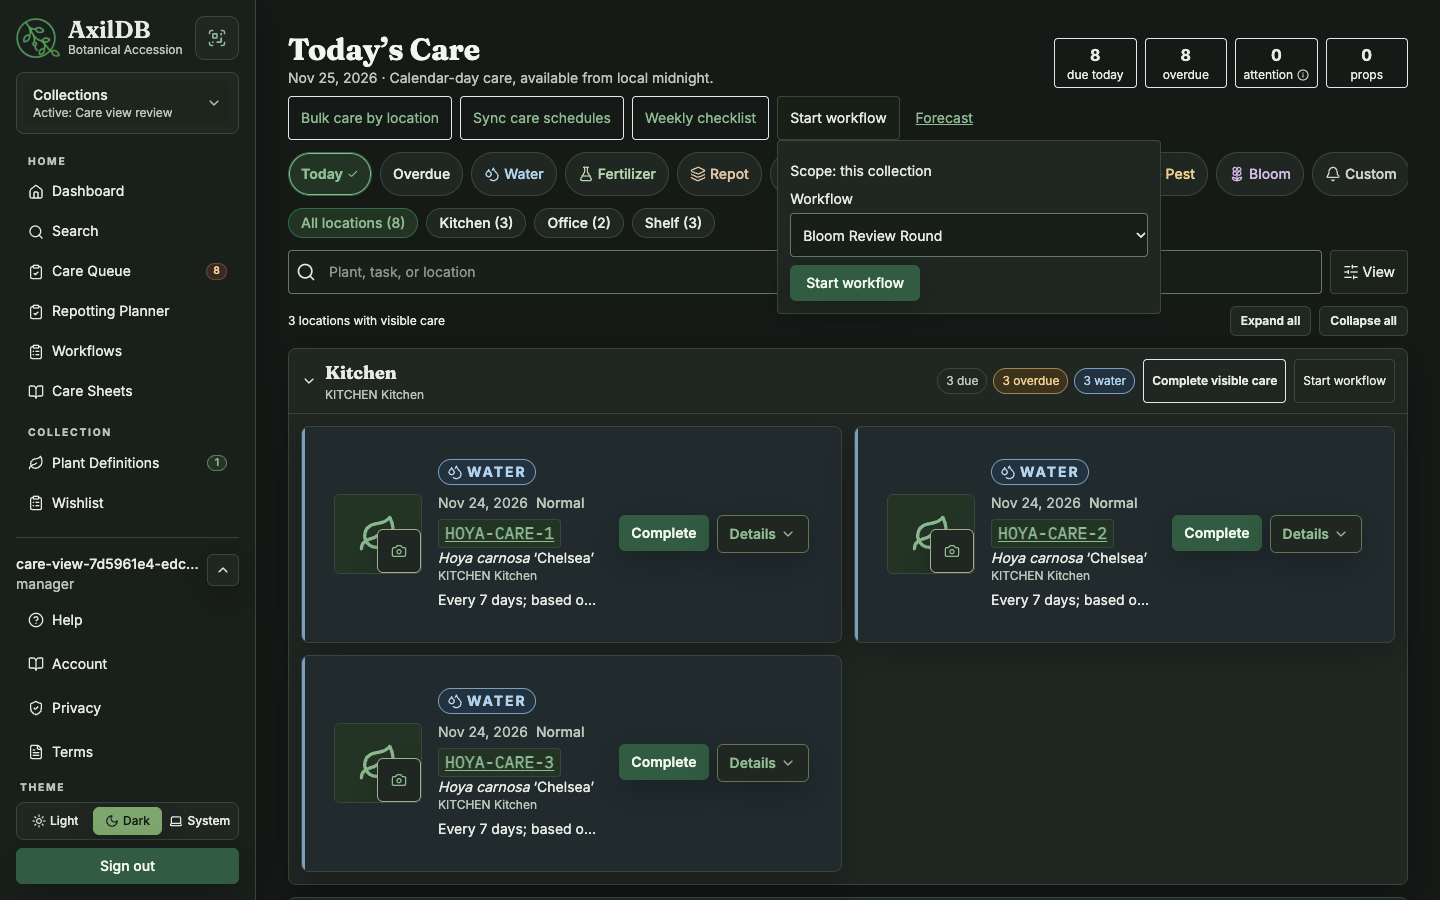 AxilDB
Botanical Accession
Collections
Active: Care view review
HOME
Dashboard
Search
Care Queue 8
Repotting Planner
Workflows
Care Sheets
COLLECTION
Plant Definitions 1
Wishlist
care-view-7d5961e4-edc...
manager
Help
Account
Privacy
Terms
THEME
Light Dark System
Sign out
Today’s Care
Nov 25, 2026 · Calendar-day care, available from local midnight.
8 due today
8 overdue
0 attention
0 props
Bulk care by location Sync care schedules Weekly checklist Start workflow Forecast
Today Overdue Water Fertilizer Repot Pest Bloom Custom
Scope: this collection
Workflow
Bloom Review Round
Start workflow
All locations (8) Kitchen (3) Office (2) Shelf (3)
Plant, task, or location
View
3 locations with visible care
Expand all Collapse all
Kitchen
KITCHEN Kitchen
3 due 3 overdue 3 water Complete visible care Start workflow
WATER
Nov 24, 2026 Normal
HOYA-CARE-1
Hoya carnosa ‘Chelsea’
KITCHEN Kitchen
Every 7 days; based o...
Complete Details
WATER
Nov 24, 2026 Normal
HOYA-CARE-2
Hoya carnosa ‘Chelsea’
KITCHEN Kitchen
Every 7 days; based o...
Complete Details
WATER
Nov 24, 2026 Normal
HOYA-CARE-3
Hoya carnosa ‘Chelsea’
KITCHEN Kitchen
Every 7 days; based o...
Complete Details